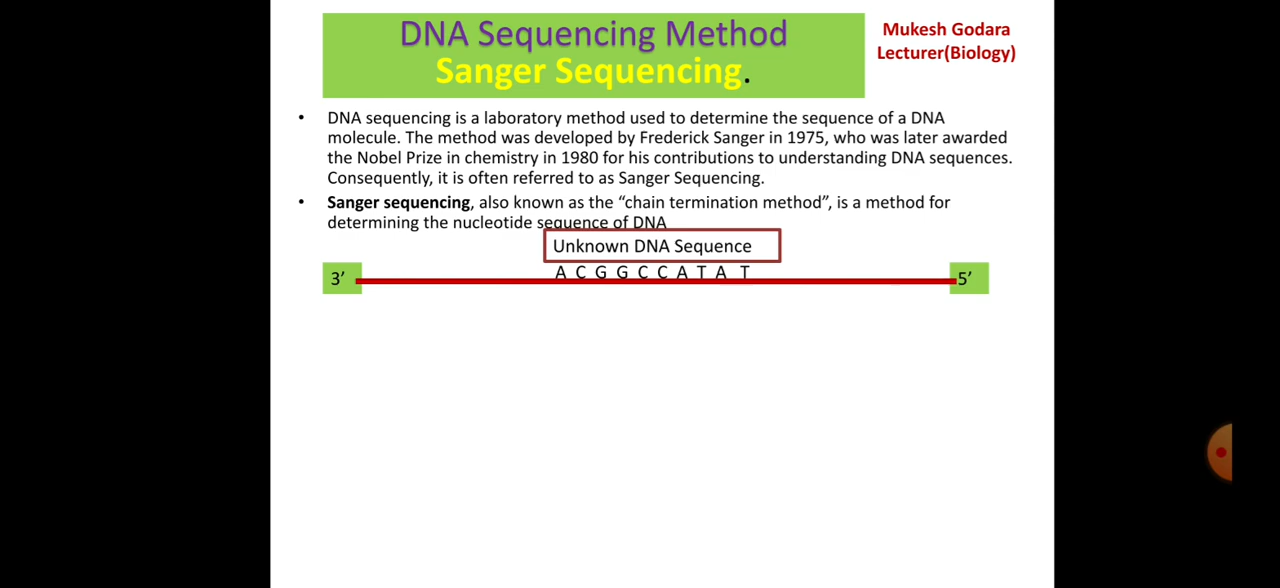 DNA Sequencing Method
Sanger Sequencing.
Mukesh Godara
Lecturer(Biology)
• DNA sequencing is a laboratory method used to determine the sequence of a DNA
molecule. The method was developed by Frederick Sanger in 1975, who was later awarded
the Nobel Prize in chemistry in 1980 for his contributions to understanding DNA sequences.
Consequently, it is often referred to as Sanger Sequencing.
• Sanger sequencing, also known as the “chain termination method”, is a method for
determining the nucleotide sequence of DNA
Unknown DNA Sequence
A C G G C C A T A T
3’ 5’